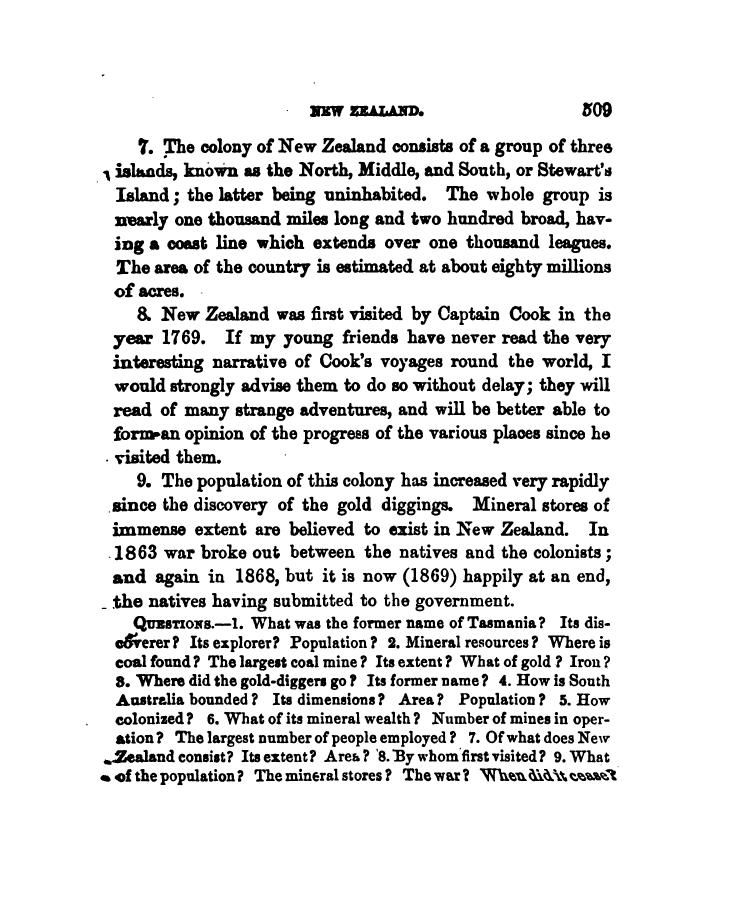 NEW ZEALAND. 509
7. The colony of New Zealand consists of a group of three
islands, known as the North, Middle, and South, or Stewart's
Island; the latter being uninhabited. The whole group is
nearly one thousand miles long and two hundred broad, hav-
ing a coast line which extends over one thousand leagues.
The area of the country is estimated at about eighty millions
of acres.
8. New Zealand was first visited by Captain Cook in the
year 1769. If my young friends have never read the very
interesting narrative of Cook's voyages round the world, I
would strongly advise them to do so without delay; they will
read of many strange adventures, and will be better able to
form an opinion of the progress of the various places since he
visited them.
9. The population of this colony has increased very rapidly
since the discovery of the gold diggings. Mineral stores of
immense extent are believed to exist in New Zealand. In
1863 war broke out between the natives and the colonists;
and again in 1868, but it is now (1869) happily at an end,
the natives having submitted to the government.
QUESTIONS.—1. What was the former name of Tasmania? Its dis-
coverer? Its explorer? Population? 2. Mineral resources? Where is
coal found? The largest coal mine? Its extent? What of gold? Iron?
3. Where did the gold-diggers go? Its former name? 4. How is South
Australia bounded? Its dimensions? Area? Population? 5. How
colonized? 6. What of its mineral wealth? Number of mines in oper-
ation? The largest number of people employed? 7. Of what does New
Zealand consist? Its extent? Area? 8. By whom first visited? 9. What
of the population? The mineral stores? The war? When did it cease?